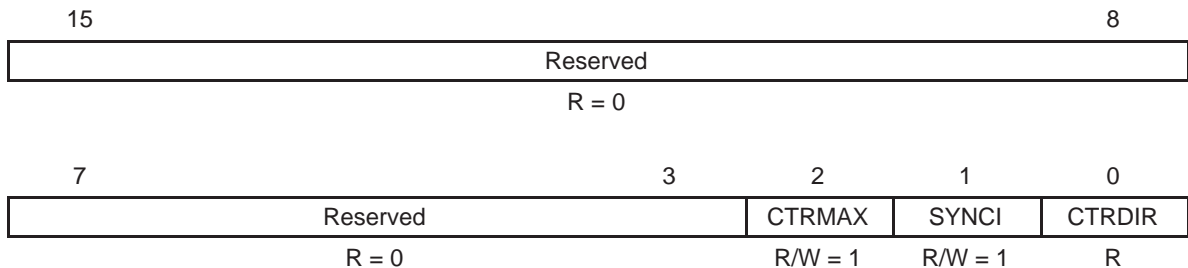 15 8
Reserved
R = 0
7 3 2 1 0
Reserved CTRMAX SYNCI CTRDIR
R = 0 R/W = 1 R/W = 1 R